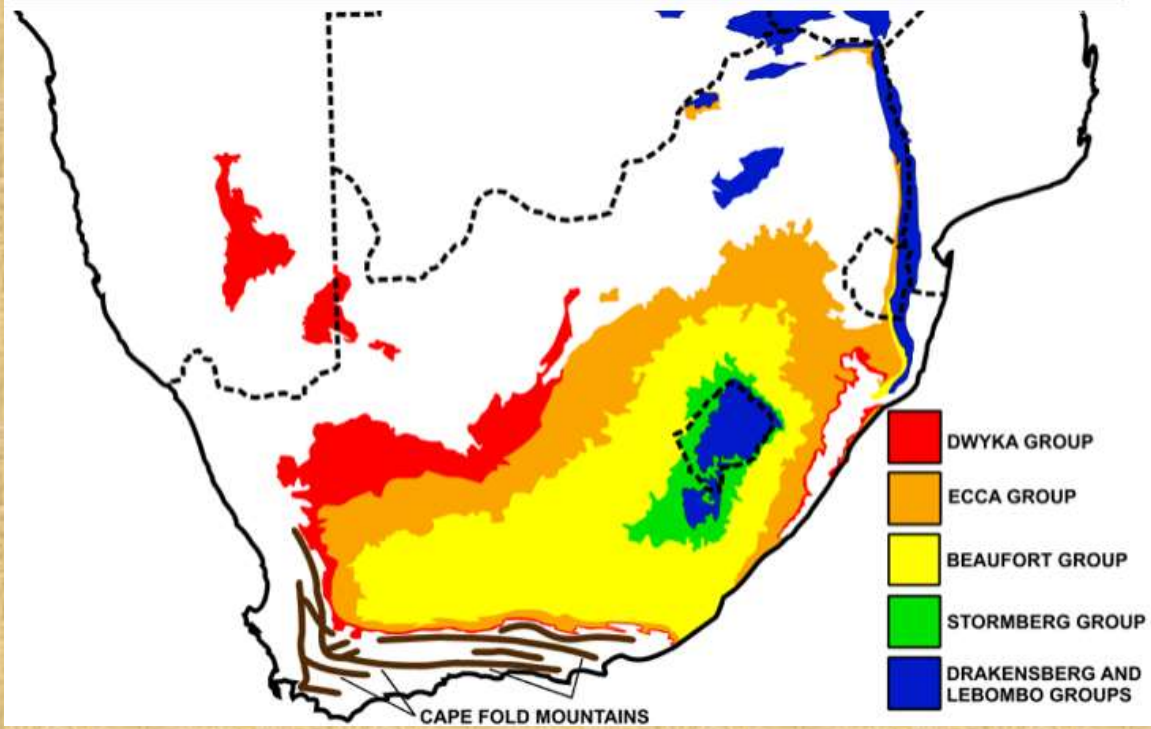 DWYKA GROUP
ECCA GROUP
BEAUFORT GROUP
STORMBERG GROUP
DRAKENSBERG AND
LEBOMBO GROUPS
CAPE FOLD MOUNTAINS